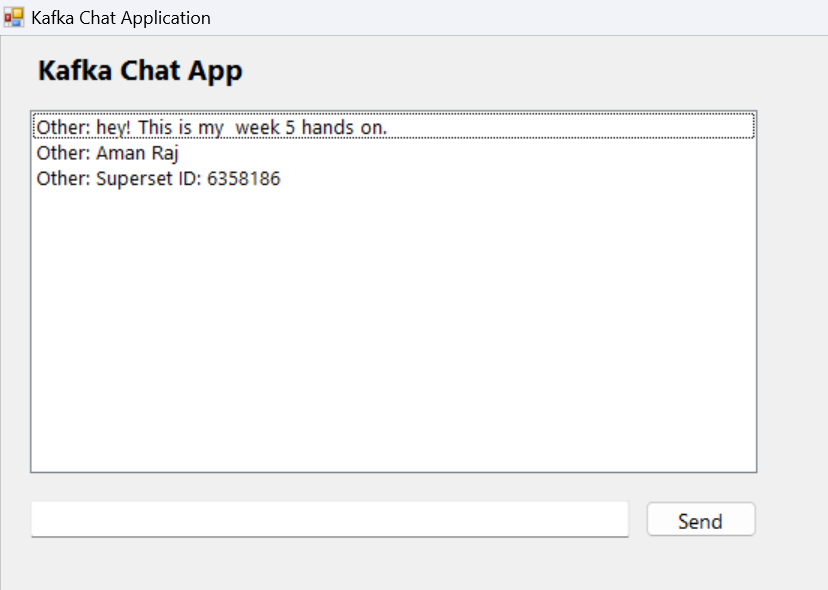 Kafka Chat Application
Kafka Chat App
Other: hey! This is my  week 5 hands on.
Other: Aman Raj
Other: Superset ID: 6358186
Send